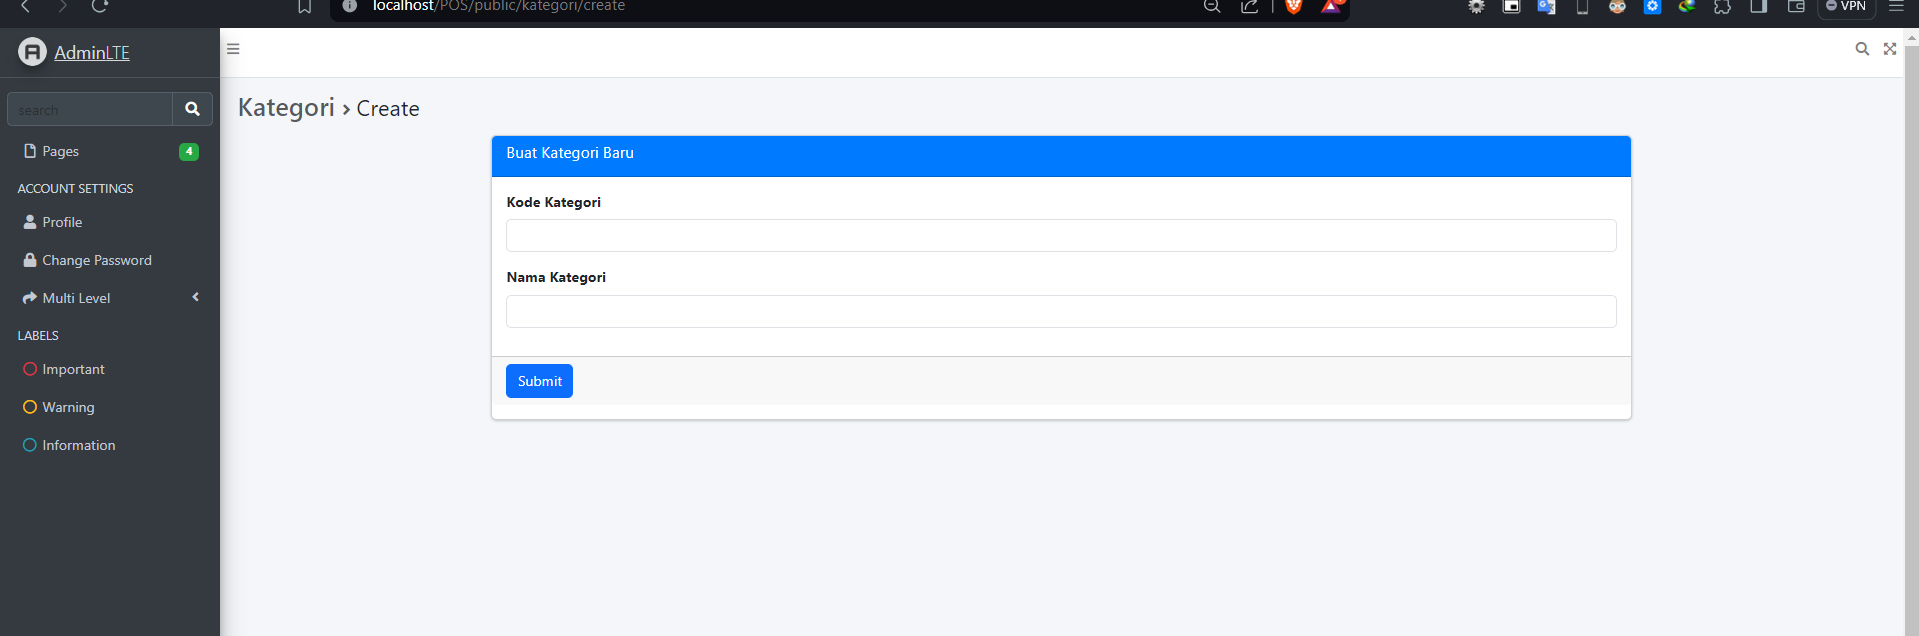 localhost/POS/public/kategori/create
VPN
AdminLTE
search
Pages 4
ACCOUNT SETTINGS
Profile
Change Password
Multi Level
LABELS
Important
Warning
Information
Kategori > Create
Buat Kategori Baru
Kode Kategori
Nama Kategori
Submit